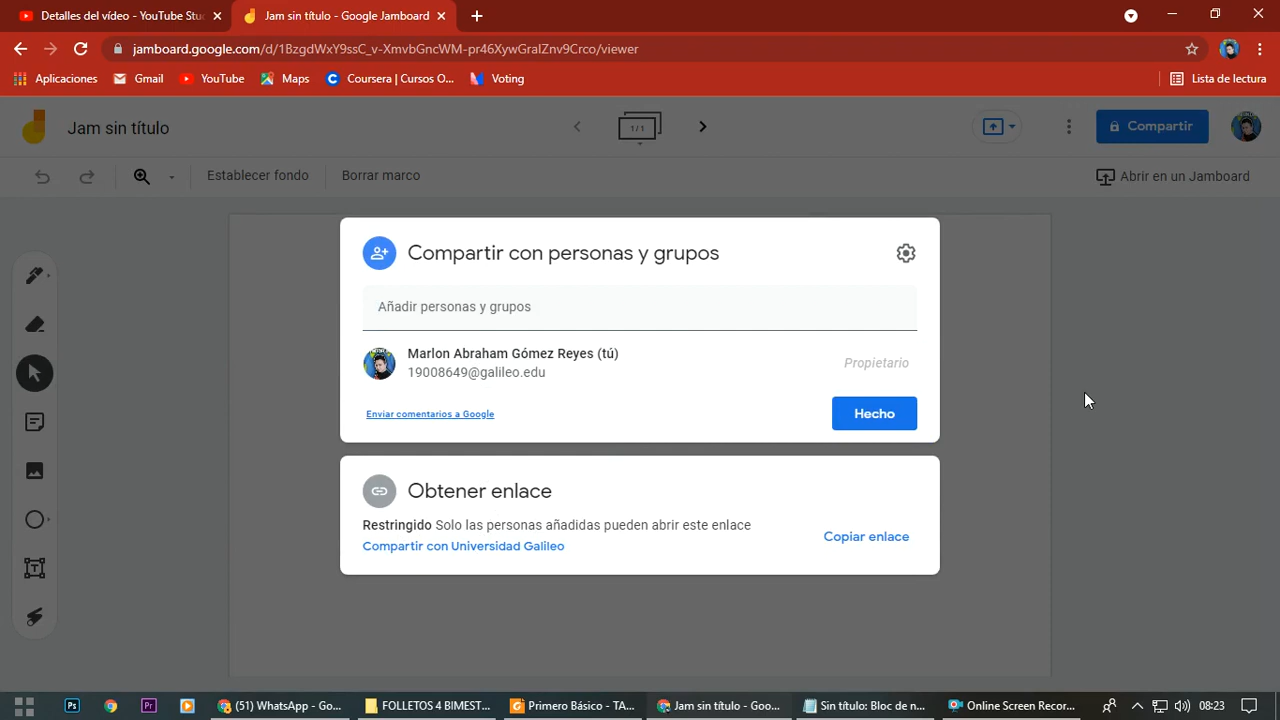 Detalles del vídeo - YouTube Stu
Jam sin título - Google Jamboard
jamboard.google.com/d/1BzgdWxY9ssC_v-XmvbGncWM-pr46XywGraIZnv9Crco/viewer
Aplicaciones
Gmail
YouTube
Maps
Coursera | Cursos O...
Voting
Lista de lectura
Jam sin título
1/1
Compartir
Establecer fondo
Borrar marco
Abrir en un Jamboard
Compartir con personas y grupos
Añadir personas y grupos
Marlon Abraham Gómez Reyes (tú)
19008649@galileo.edu
Propietario
Enviar comentarios a Google
Hecho
Obtener enlace
Restringido Solo las personas añadidas pueden abrir este enlace
Compartir con Universidad Galileo
Copiar enlace
Ps
Pr
(51) WhatsApp - Go...
FOLLETOS 4 BIMEST...
Primero Básico - TA...
Jam sin título - Goo...
Sin título: Bloc de n...
Online Screen Reco...
08:23